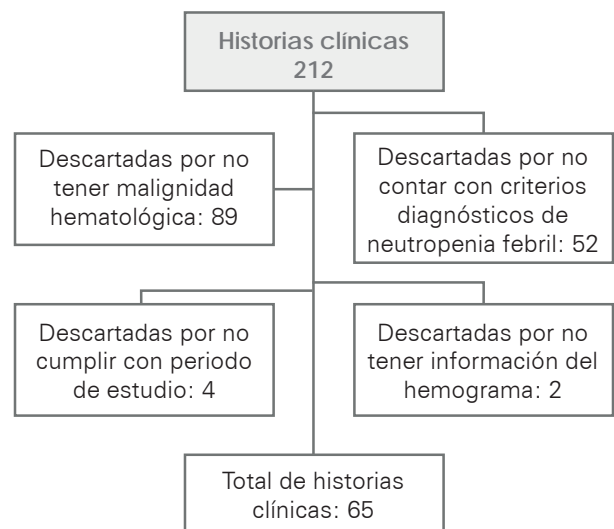 Historias clínicas
212
Descartadas por no
tener malignidad
hematológica: 89
Descartadas por no
contar con criterios
diagnósticos de
neutropenia febril: 52
Descartadas por no
cumplir con periodo
de estudio: 4
Descartadas por no
tener información del
hemograma: 2
Total de historias
clínicas: 65